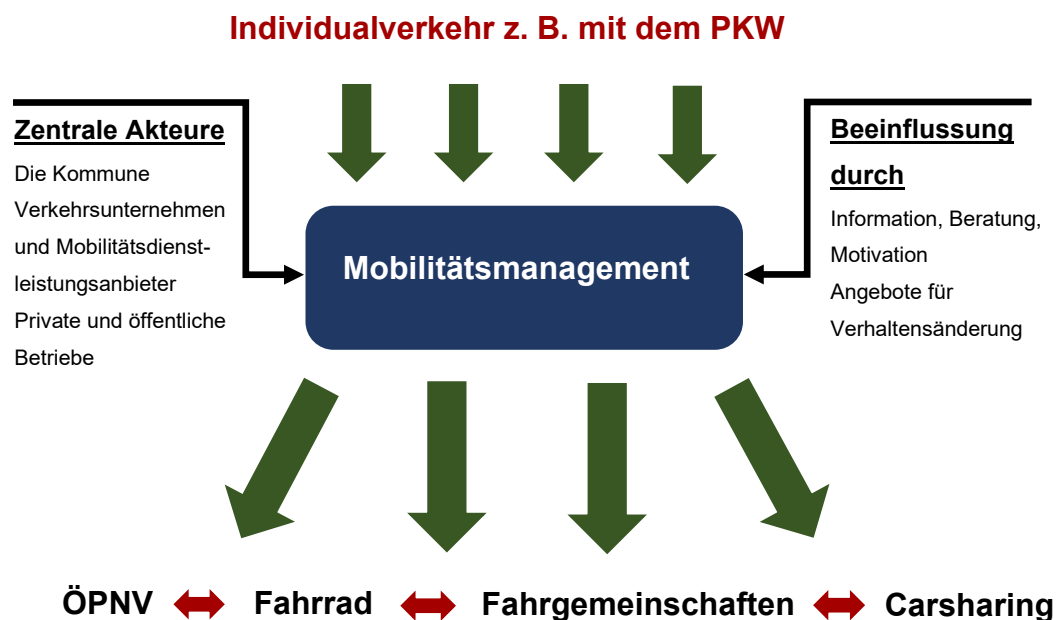 Individualverkehr z. B. mit dem PKW
Zentrale Akteure
Die Kommune
Verkehrsunternehmen
und Mobilitätsdienst-
leistungsanbieter
Private und öffentliche
Betriebe
Mobilitätsmanagement
Beeinflussung
durch
Information, Beratung,
Motivation
Angebote für
Verhaltensänderung
ÖPNV Fahrrad Fahrgemeinschaften Carsharing